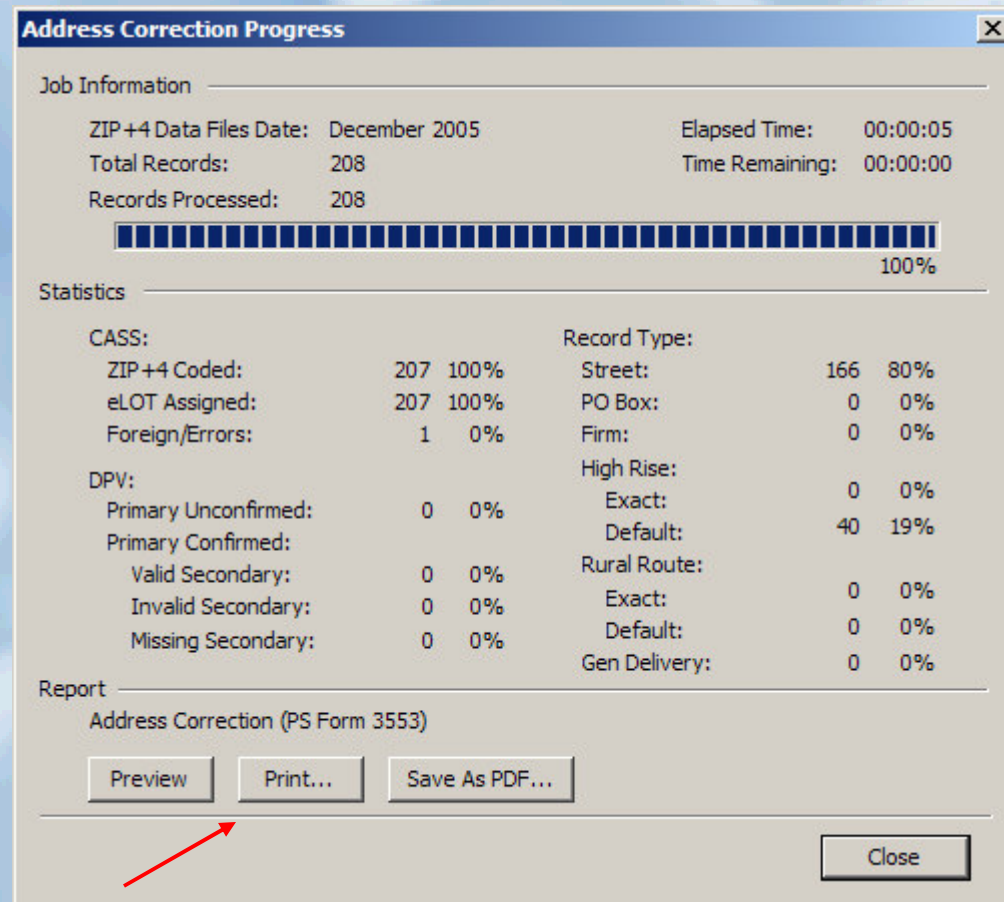 Address Correction Progress
Job Information
ZIP+4 Data Files Date: December 2005 Elapsed Time: 00:00:05
Total Records: 208 Time Remaining: 00:00:00
Records Processed: 208
100%
Statistics
CASS: Record Type:
ZIP+4 Coded: 207 100% Street: 166 80%
eLOT Assigned: 207 100% PO Box: 0 0%
Foreign/Errors: 1 0% Firm: 0 0%
High Rise:
DPV:
Exact: 0 0%
Primary Unconfirmed: 0 0%
Default: 40 19%
Primary Confirmed:
Rural Route:
Valid Secondary: 0 0%
Exact: 0 0%
Invalid Secondary: 0 0%
Default: 0 0%
Missing Secondary: 0 0%
Gen Delivery: 0 0%
Report
Address Correction (PS Form 3553)
Preview Print... Save As PDF...
Close